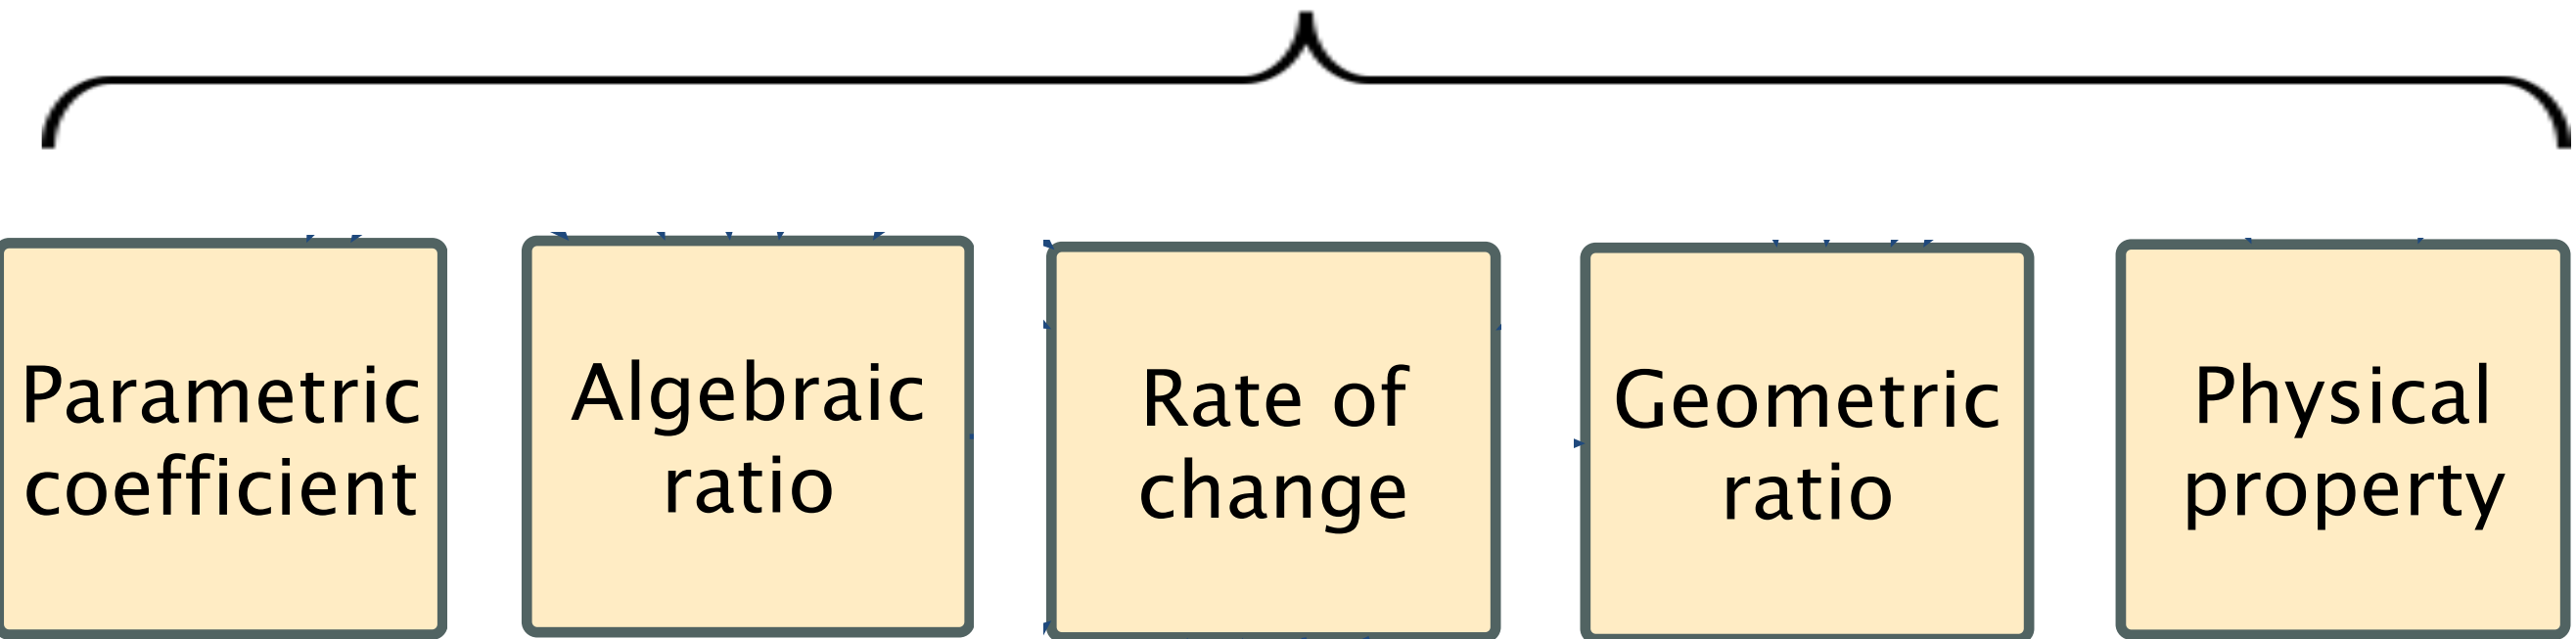 Parametric
coefficient
Algebraic
ratio
Rate of
change
Geometric
ratio
Physical
property